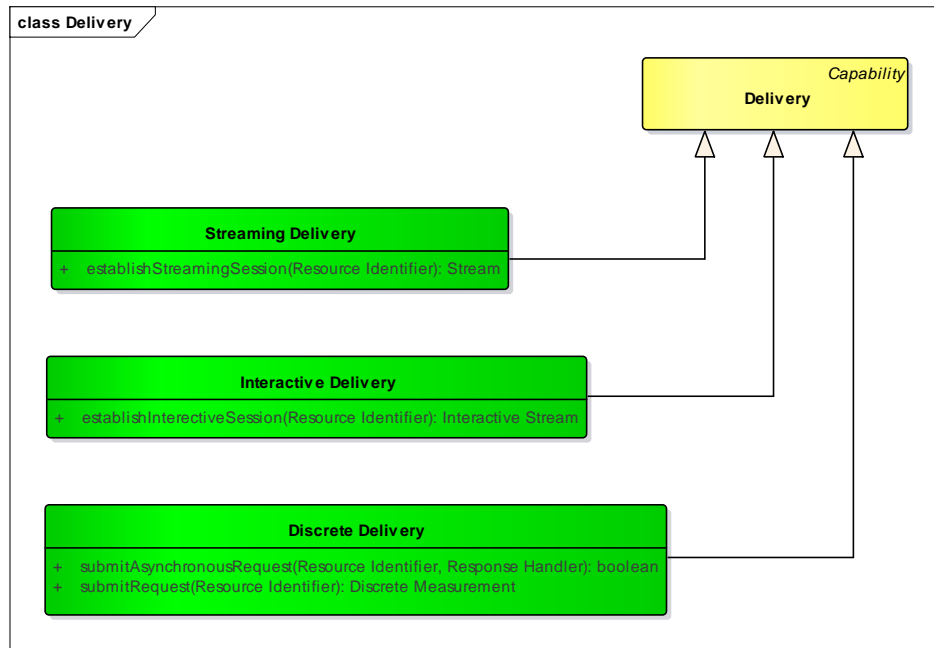 class Delivery
Capability
Delivery
Streaming Delivery
+ establishStreamingSession(Resource Identifier): Stream
Interactive Delivery
+ establishInterectiveSession(Resource Identifier): Interactive Stream
Discrete Delivery
+ submitAsynchronousRequest(Resource Identifier, Response Handler): boolean
+ submitRequest(Resource Identifier): Discrete Measurement